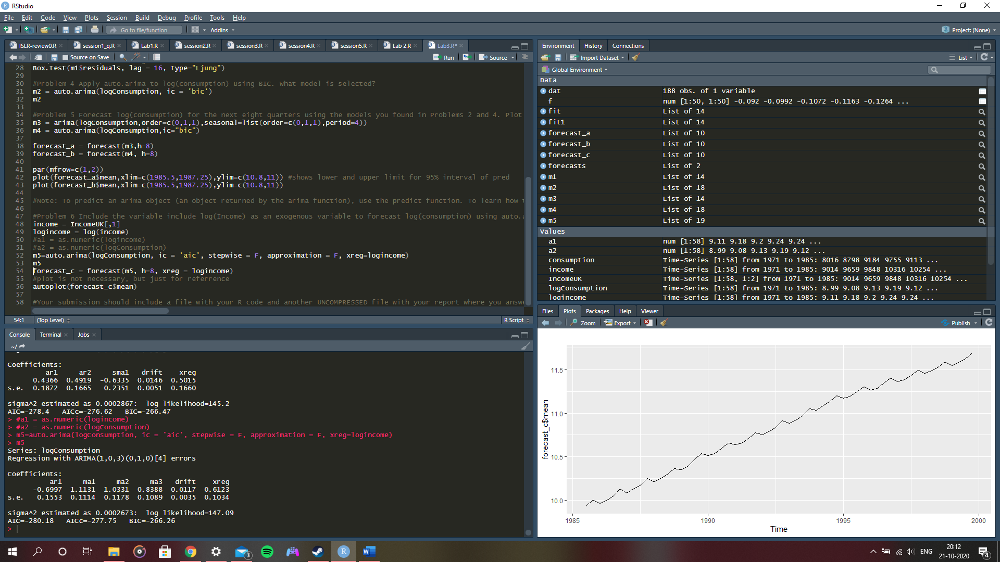 RStudio
File Edit Code View Plots Session Build Debug Profile Tools Help
Go to file/function Addins Project: (None)
ISLR-review0.R session1_q.R Lab1.R session2.R session3.R session4.R session5.R Lab 2.R Lab3.R*
Source on Save Run Source
28 Box.test(m1$residuals, lag = 16, type="Ljung")
29
30 #Problem 4 Apply auto.arima to log(consumption) using BIC. What model is selected?
31 m2 = auto.arima(logConsumption, ic = 'bic')
32 m2
33
34 #Problem 5 Forecast log(consumption) for the next eight quarters using the models you found in Problems 2 and 4. Plot
35 m3 = arima(logConsumption,order=c(0,1,1),seasonal=list(order=c(0,1,1),period=4))
36 m4 = auto.arima(logConsumption,ic="bic")
37
38 forecast_a = forecast(m3,h=8)
39 forecast_b = forecast(m4, h=8)
40
41 par(mfrow=c(1,2))
42 plot(forecast_a$mean,xlim=c(1985.5,1987.25),ylim=c(10.8,11)) #shows lower and upper limit for 95% interval of pred
43 plot(forecast_b$mean,xlim=c(1985.5,1987.25),ylim=c(10.8,11))
44
45 #Note: To predict an arima object (an object returned by the arima function), use the predict function. To learn how
46
47 #Problem 6 Include the variable include log(Income) as an exogenous variable to forecast log(consumption) using auto.
48 income = IncomeUK[,1]
49 logincome = log(income)
50 #a1 = as.numeric(logincome)
51 #a2 = as.numeric(logConsumption)
52 m5=auto.arima(logConsumption, ic = 'aic', stepwise = F, approximation = F, xreg=logincome)
53 m5
54 forecast_c = forecast(m5, h=8, xreg = logincome)
55 #plot is not necessary, but just for referrence
56 autoplot(forecast_c$mean)
57
58 #Your submission should include a file with your R code and another UNCOMPRESSED file with your report where you answ
54:1 (Top Level) R Script
Console Terminal Jobs
~/
Coefficients:
ar1 ar2 sma1 drift xreg
0.4366 0.4919 -0.6335 0.0146 0.5015
s.e. 0.1872 0.1665 0.2351 0.0051 0.1660
sigma^2 estimated as 0.0002867: log likelihood=145.2
AIC=-278.4 AICc=-276.62 BIC=-266.47
> #a1 = as.numeric(logincome)
> #a2 = as.numeric(logConsumption)
> m5=auto.arima(logConsumption, ic = 'aic', stepwise = F, approximation = F, xreg=logincome)
> m5
Series: logConsumption
Regression with ARIMA(1,0,3)(0,1,0)[4] errors
Coefficients:
ar1 ma1 ma2 ma3 drift xreg
-0.6997 1.1131 1.0331 0.8388 0.0117 0.6123
s.e. 0.1553 0.1114 0.1178 0.1089 0.0035 0.1034
sigma^2 estimated as 0.0002673: log likelihood=147.09
AIC=-280.18 AICc=-277.75 BIC=-266.26
>
Environment History Connections
Import Dataset List
Global Environment
Data
dat 188 obs. of 1 variable
f num [1:50, 1:50] -0.092 -0.0992 -0.1072 -0.1163 -0.1264 ...
fit List of 14
fit1 List of 14
forecast_a List of 10
forecast_b List of 10
forecast_c List of 10
forecasts List of 2
m1 List of 14
m2 List of 18
m3 List of 14
m4 List of 18
m5 List of 19
Values
a1 num [1:58] 9.11 9.18 9.2 9.24 9.24 ...
a2 num [1:58] 8.99 9.08 9.13 9.19 9.12 ...
consumption Time-Series [1:58] from 1971 to 1985: 8016 8798 9184 9755 9113 ...
income Time-Series [1:58] from 1971 to 1985: 9014 9659 9848 10316 10254 ...
IncomeUK Time-Series [1:58, 1:2] from 1971 to 1985: 9014 9659 9848 10316 10254 ...
logConsumption Time-Series [1:58] from 1971 to 1985: 8.99 9.08 9.13 9.19 9.12 ...
logincome Time-Series [1:58] from 1971 to 1985: 9.11 9.18 9.2 9.24 9.24 ...
Files Plots Packages Help Viewer
Zoom Export Publish
11.5
11.0
10.5
10.0
forecast_c$mean
1985 1990 1995 2000
Time
3 R W ENG 20:12
21-10-2020 4